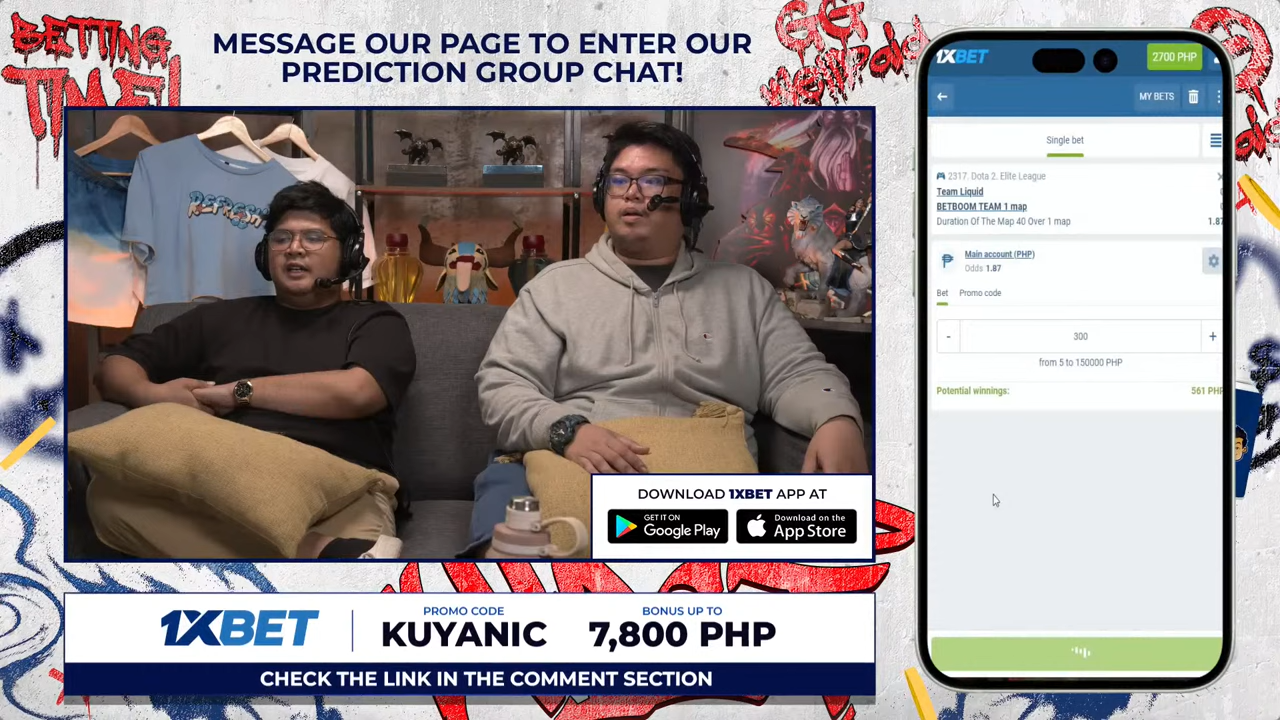 BETTING
TIME!
MESSAGE OUR PAGE TO ENTER OUR
PREDICTION GROUP CHAT!
GG
REFRESH
DOWNLOAD 1XBET APP AT
GET IT ON
Google Play
Download on the
App Store
1XBET
PROMO CODE
KUYANIC
BONUS UP TO
7,800 PHP
CHECK THE LINK IN THE COMMENT SECTION
1XBET
2700 PHP
MY BETS
Single bet
2317. Dota 2. Elite League
Team Liquid
BETBOOM TEAM 1 map
Duration Of The Map 40 Over 1 map
1.87
Main account (PHP)
Odds 1.87
Bet
Promo code
-
300
+
from 5 to 150000 PHP
Potential winnings:
561 PHP